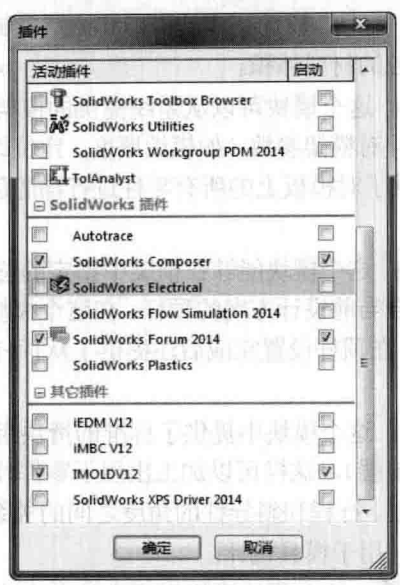 插件
活动插件 启动
SolidWorks Toolbox Browser
SolidWorks Utilities
SolidWorks Workgroup PDM 2014
TolAnalyst
SolidWorks 插件
Autotrace
SolidWorks Composer
SolidWorks Electrical
SolidWorks Flow Simulation 2014
SolidWorks Forum 2014
SolidWorks Plastics
其它插件
iEDM V12
iMBC V12
IMOLDV12
SolidWorks XPS Driver 2014
确定 取消